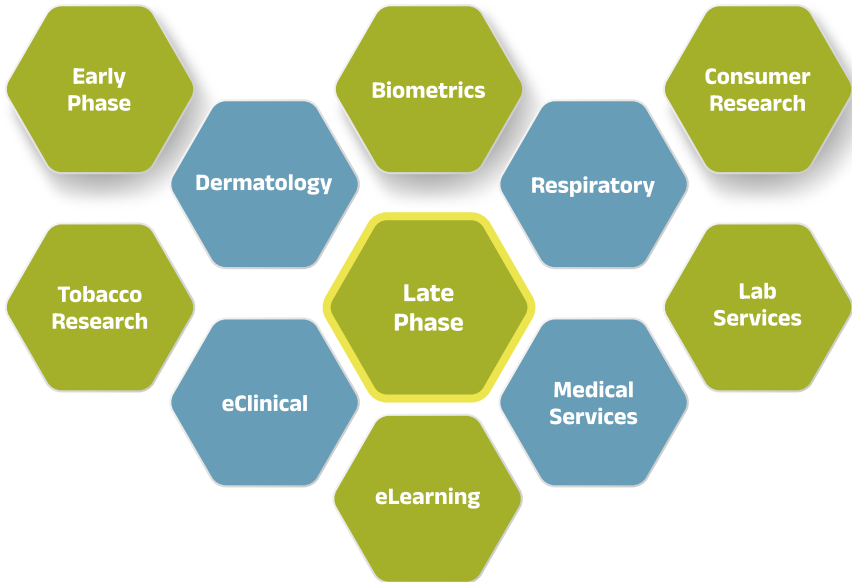 Early
Phase
Biometrics
Consumer
Research
Dermatology
Respiratory
Tobacco
Research
Late
Phase
Lab
Services
eClinical
Medical
Services
eLearning